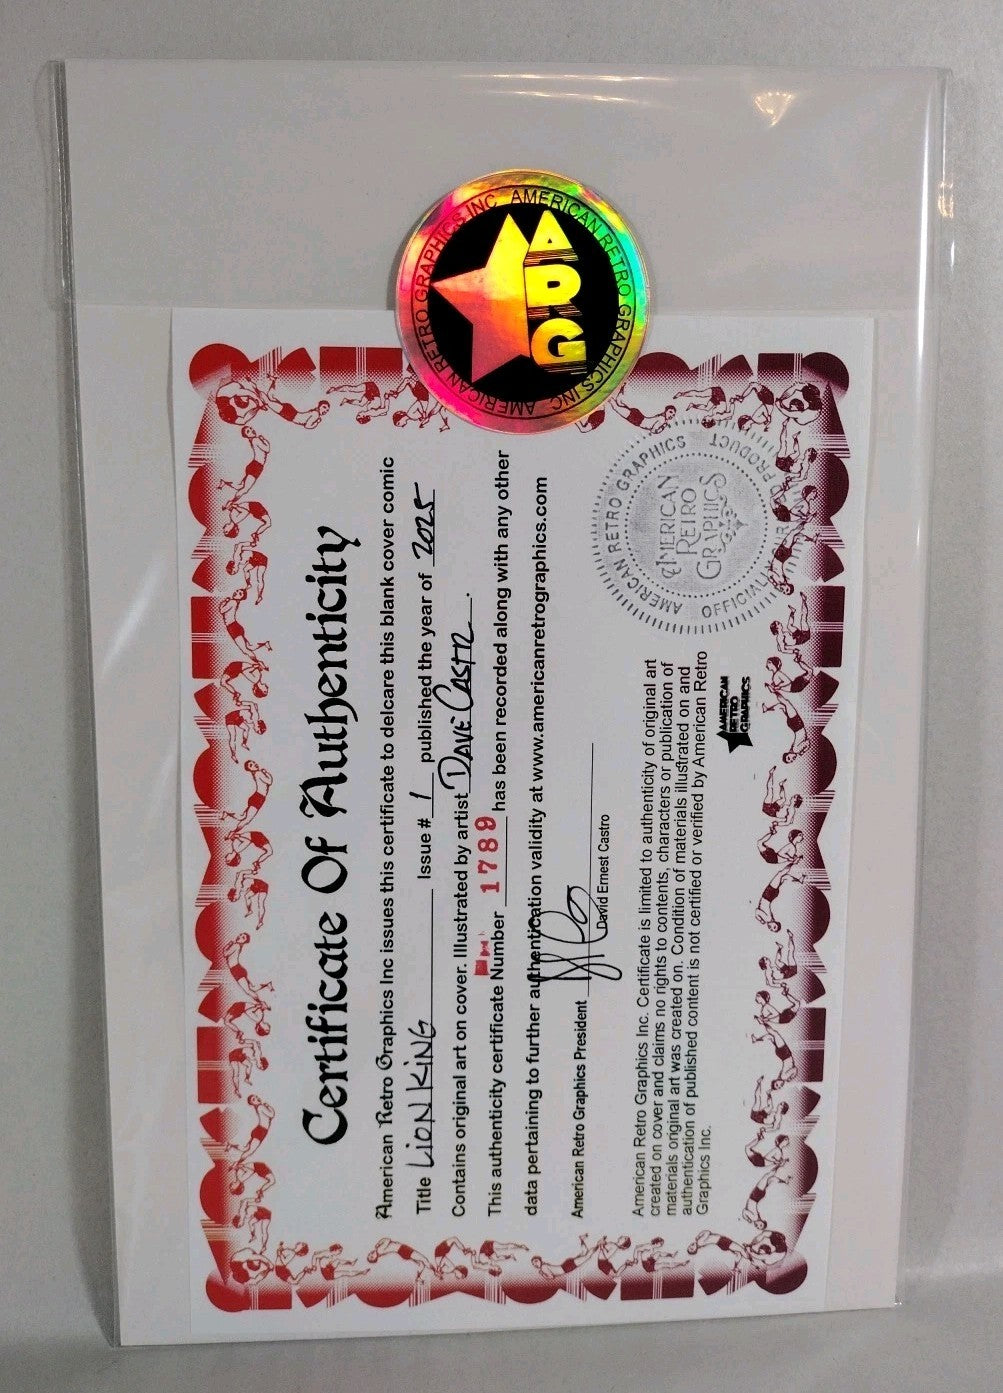 AMERICAN RETRO GRAPHICS INC AMERICAN RETRO GRAPHICS INC
ARG
Certificate Of Authenticity
American Retro Graphics Inc issues this certificate to delcare this blank cover comic
Title LION KING Issue # 1 published the year of 2025
Contains original art on cover. Illustrated by artist DAVE CASTR.
This authenticity certificate Number 1789 has been recorded along with any other
data pertaining to further authentication validity at www.americanretrographics.com
American Retro Graphics President
David Ernest Castro
American Retro Graphics Inc. Certificate is limited to authenticity of original art
created on cover and claims no rights to contents, characters or publication of
materials original art was created on. Condition of materials illustrated on and
authentication of published content is not certified or verified by American Retro
Graphics Inc.
AMERICAN
RETRO
GRAPHICS
AMERICAN RETRO GRAPHICS
OFFICIAL PRODUCT
AMERICAN
RETRO
GRAPHICS